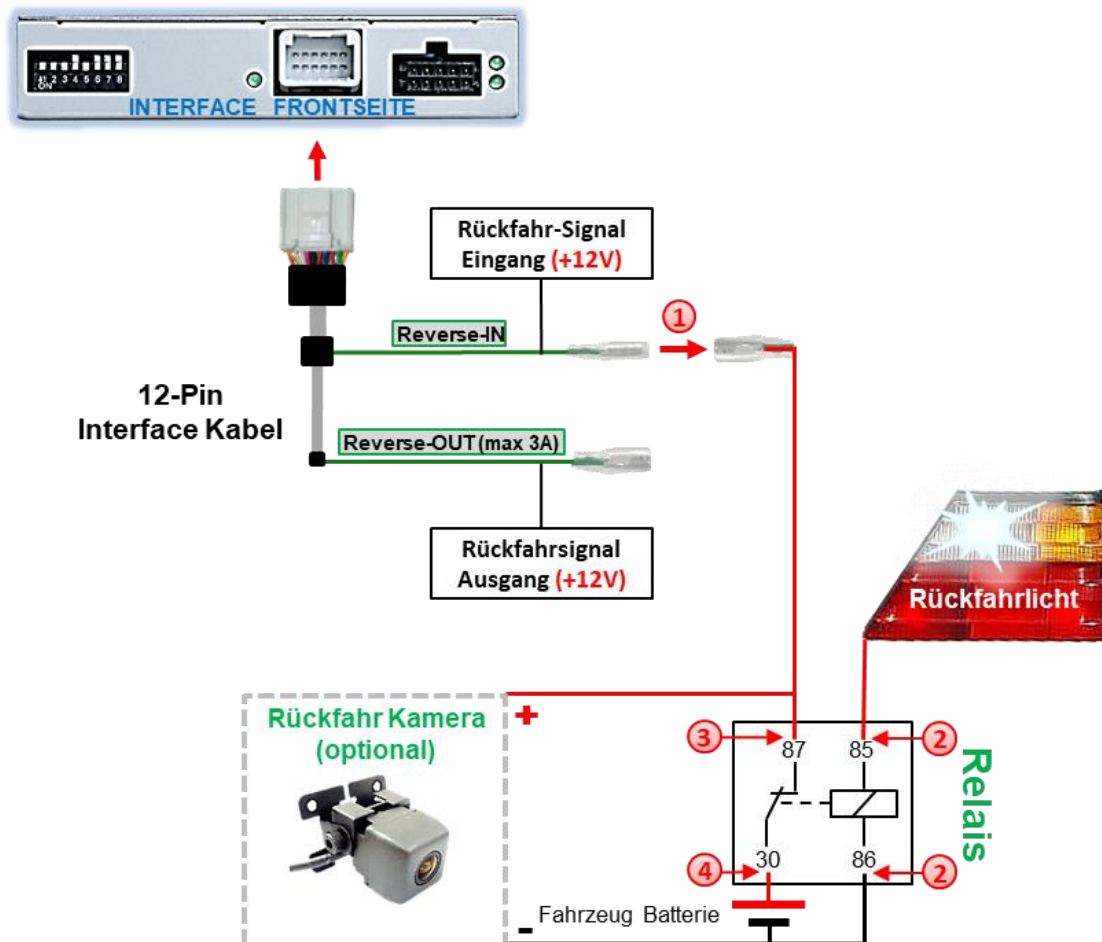 1 2 3 4 5 6 7 8
ON
INTERFACE FRONTSEITE
Rückfahr-Signal
Eingang (+12V)
Reverse-IN
1
12-Pin
Interface Kabel
Reverse-OUT (max 3A)
Rückfahrsignal
Ausgang (+12V)
Rückfahrlicht
Rückfahr Kamera
(optional)
+
3
87
85
2
Relais
4
30
86
2
- Fahrzeug Batterie